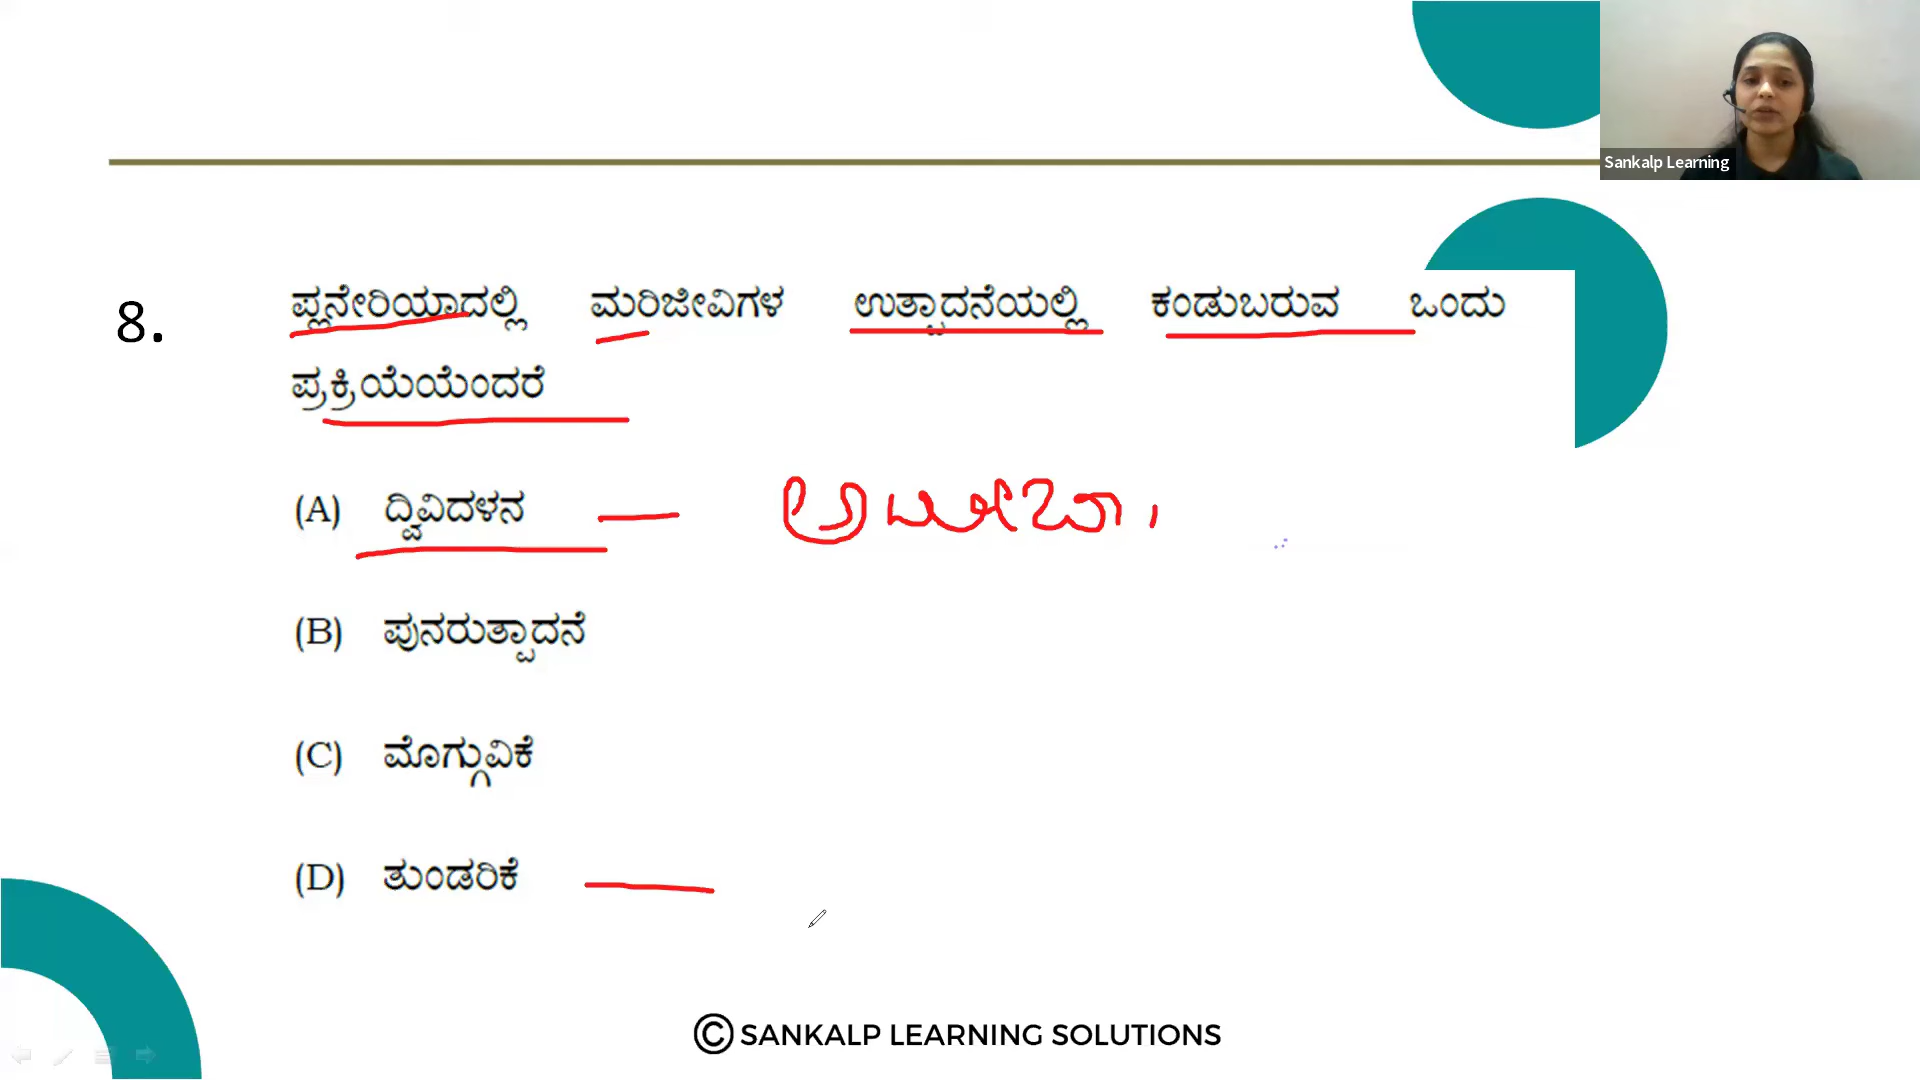 Sankalp Learning
8. ಪ್ಲನೇರಿಯಾದಲ್ಲಿ ಮರಿಜೀವಿಗಳ ಉತ್ಪಾದನೆಯಲ್ಲಿ ಕಂಡುಬರುವ ಒಂದು
ಪ್ರಕ್ರಿಯೆಯೆಂದರೆ
(A) ದ್ವಿವಿದಳನ — ಅಮೀಬಾ
(B) ಪುನರುತ್ಪಾದನೆ
(C) ಮೊಗ್ಗುವಿಕೆ
(D) ತುಂಡರಿಕೆ —
© SANKALP LEARNING SOLUTIONS